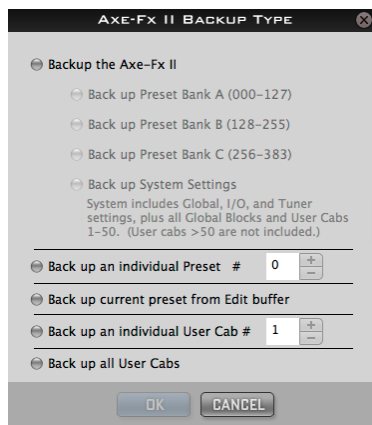 Axe-Fx II Backup Type
Backup the Axe-Fx II
Back up Preset Bank A (000-127)
Back up Preset Bank B (128-255)
Back up Preset Bank C (256-383)
Back up System Settings
System includes Global, I/O, and Tuner
settings, plus all Global Blocks and User Cabs
1-50. (User cabs >50 are not included.)
Back up an individual Preset # 0 + −
Back up current preset from Edit buffer
Back up an individual User Cab # 1 + −
Back up all User Cabs
OK CANCEL